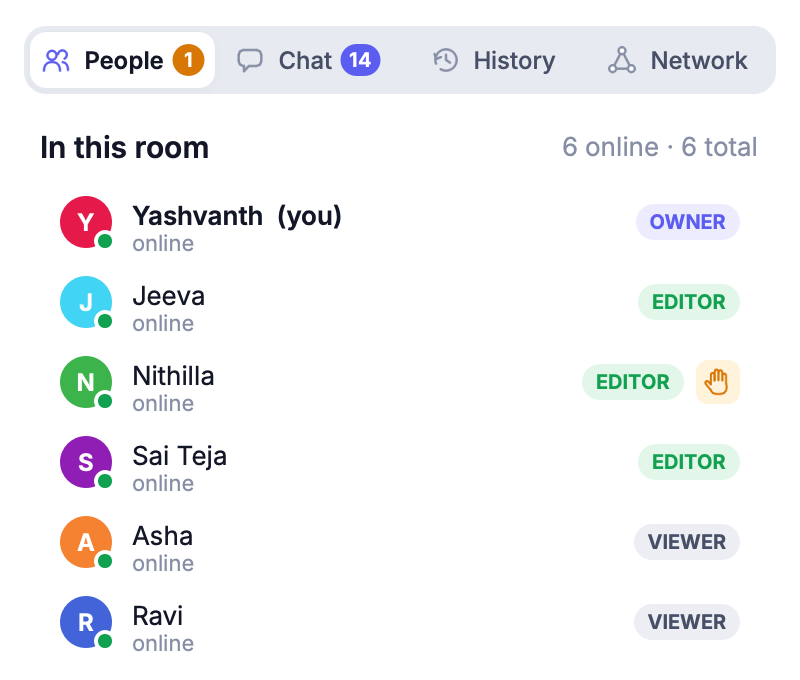 People 1 Chat 14 History Network
In this room 6 online · 6 total
Y Yashvanth (you) OWNER
online
J Jeeva EDITOR
online
N Nithilla EDITOR
online
S Sai Teja EDITOR
online
A Asha VIEWER
online
R Ravi VIEWER
online